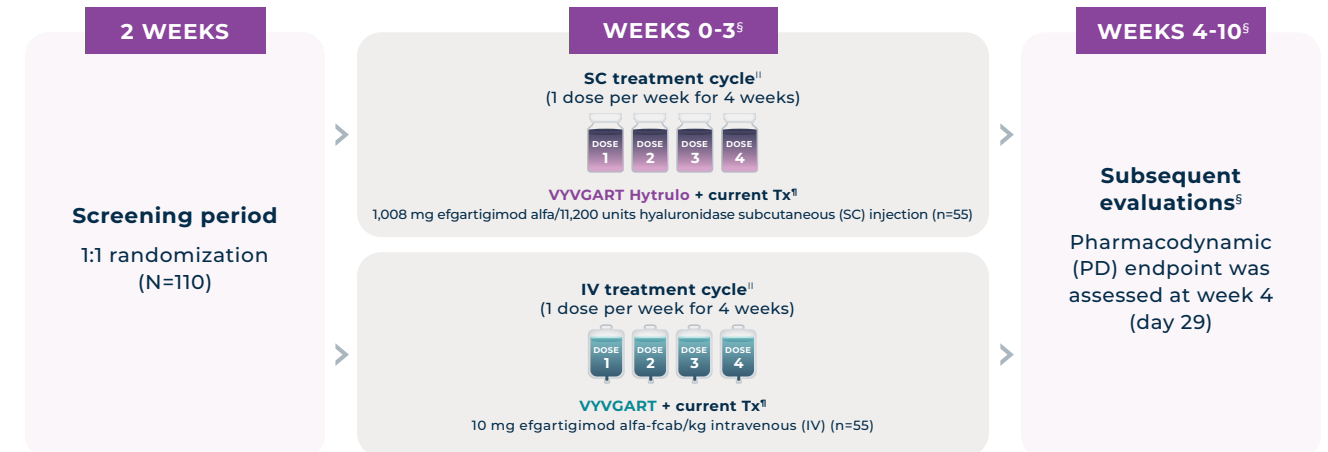 2 WEEKS
Screening period
1:1 randomization
(N=110)
WEEKS 0-3§
SC treatment cycle||
(1 dose per week for 4 weeks)
DOSE 1 DOSE 2 DOSE 3 DOSE 4
VYVGART Hytrulo + current Tx¶
1,008 mg efgartigimod alfa/11,200 units hyaluronidase subcutaneous (SC) injection (n=55)
IV treatment cycle||
(1 dose per week for 4 weeks)
DOSE 1 DOSE 2 DOSE 3 DOSE 4
VYVGART + current Tx¶
10 mg efgartigimod alfa-fcab/kg intravenous (IV) (n=55)
WEEKS 4-10§
Subsequent
evaluations§
Pharmacodynamic
(PD) endpoint was
assessed at week 4
(day 29)